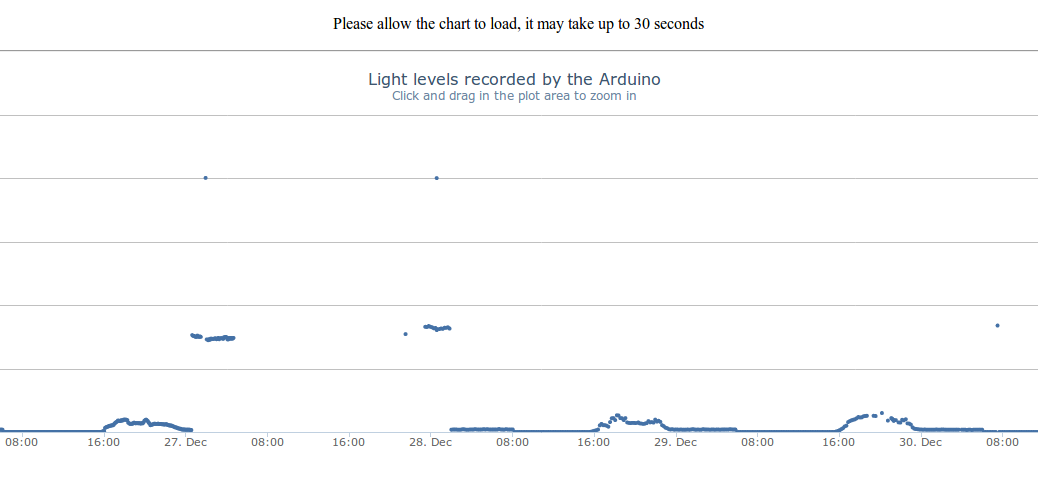 Please allow the chart to load, it may take up to 30 seconds
Light levels recorded by the Arduino
Click and drag in the plot area to zoom in
08:00 16:00 27. Dec 08:00 16:00 28. Dec 08:00 16:00 29. Dec 08:00 16:00 30. Dec 08:00